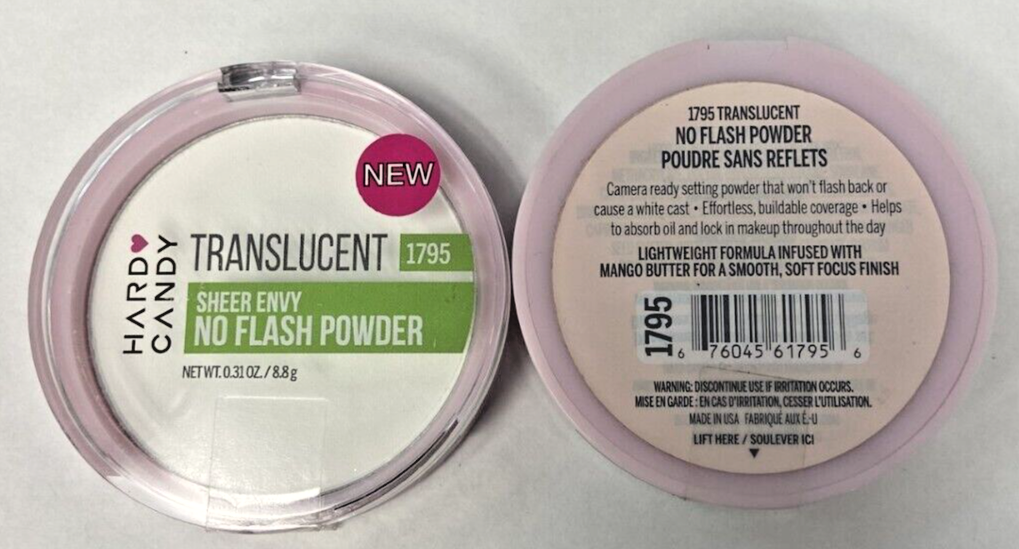 NEW
HARD
CANDY
TRANSLUCENT 1795
SHEER ENVY
NO FLASH POWDER
NET WT. 0.31 OZ. / 8.8 g
1795 TRANSLUCENT
NO FLASH POWDER
POUDRE SANS REFLETS
Camera ready setting powder that won't flash back or
cause a white cast • Effortless, buildable coverage • Helps
to absorb oil and lock in makeup throughout the day
LIGHTWEIGHT FORMULA INFUSED WITH
MANGO BUTTER FOR A SMOOTH, SOFT FOCUS FINISH
1795
6 76045 61795 6
WARNING: DISCONTINUE USE IF IRRITATION OCCURS.
MISE EN GARDE : EN CAS D'IRRITATION, CESSER L'UTILISATION.
MADE IN USA FABRIQUÉ AUX É.-U
LIFT HERE / SOULEVER ICI